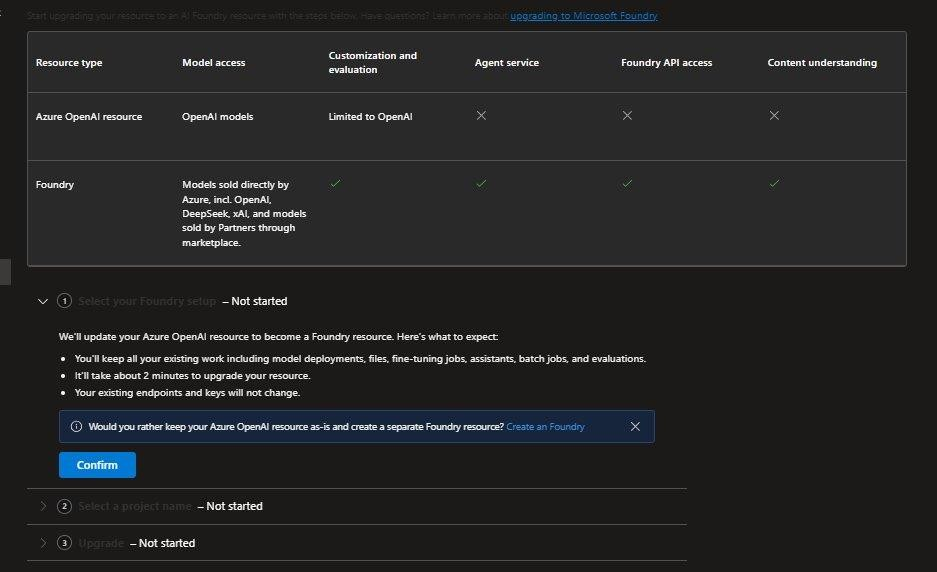 Start upgrading your resource to an AI Foundry resource with the steps below. Have questions? Learn more about upgrading to Microsoft Foundry
Resource type
Model access
Customization and
evaluation
Agent service
Foundry API access
Content understanding
Azure OpenAI resource
OpenAI models
Limited to OpenAI
Foundry
Models sold directly by
Azure, incl. OpenAI,
DeepSeek, xAI, and models
sold by Partners through
marketplace.
1 Select your Foundry setup – Not started
We'll update your Azure OpenAI resource to become a Foundry resource. Here's what to expect:
• You'll keep all your existing work including model deployments, files, fine-tuning jobs, assistants, batch jobs, and evaluations.
• It'll take about 2 minutes to upgrade your resource.
• Your existing endpoints and keys will not change.
Would you rather keep your Azure OpenAI resource as-is and create a separate Foundry resource? Create an Foundry
Confirm
2 Select a project name – Not started
3 Upgrade – Not started